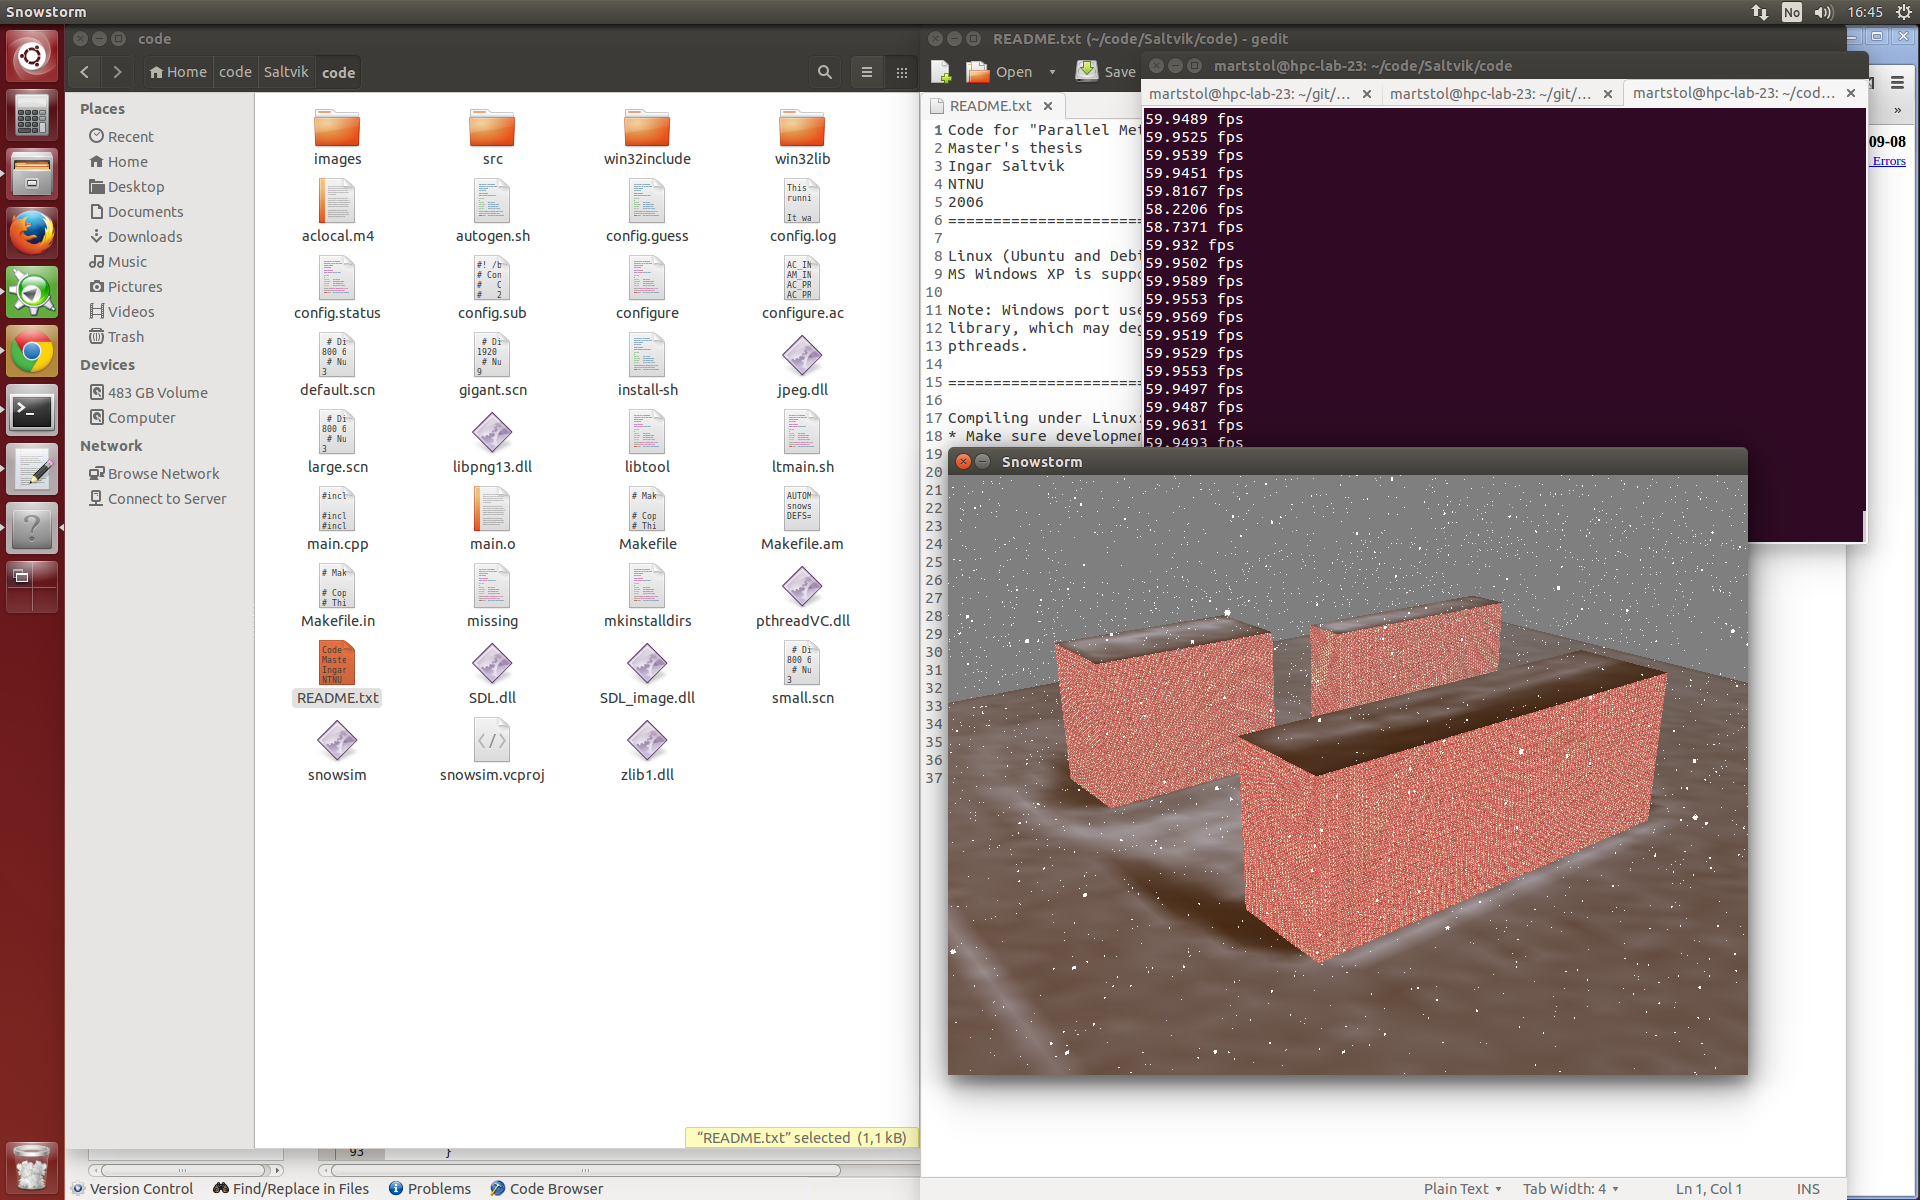 Snowstorm
No
16:45
code
Home
code
Saltvik
code
Places
Recent
Home
Desktop
Documents
Downloads
Music
Pictures
Videos
Trash
Devices
483 GB Volume
Computer
Network
Browse Network
Connect to Server
images
src
win32include
win32lib
aclocal.m4
autogen.sh
config.guess
config.log
config.status
config.sub
configure
configure.ac
default.scn
gigant.scn
install-sh
jpeg.dll
large.scn
libpng13.dll
libtool
ltmain.sh
main.cpp
main.o
Makefile
Makefile.am
Makefile.in
missing
mkinstalldirs
pthreadVC.dll
README.txt
SDL.dll
SDL_image.dll
small.scn
snowsim
snowsim.vcproj
zlib1.dll
“README.txt” selected (1,1 kB)
93 }
Version Control
Find/Replace in Files
Problems
Code Browser
README.txt (~/code/Saltvik/code) - gedit
Open
Save
README.txt
1 Code for "Parallel Met
2 Master's thesis
3 Ingar Saltvik
4 NTNU
5 2006
6 ======================
7
8 Linux (Ubuntu and Debi
9 MS Windows XP is suppo
10
11 Note: Windows port use
12 library, which may deg
13 pthreads.
14
15 ======================
16
17 Compiling under Linux:
18 * Make sure developmen
19
20
21
22
23
24
25
26
27
28
29
30
31
32
33
34
35
36
37
Plain Text
Tab Width: 4
Ln 1, Col 1
INS
martstol@hpc-lab-23: ~/code/Saltvik/code
martstol@hpc-lab-23: ~/git/...
martstol@hpc-lab-23: ~/git/...
martstol@hpc-lab-23: ~/cod...
59.9489 fps
59.9525 fps
59.9539 fps
59.9451 fps
59.8167 fps
58.2206 fps
58.7371 fps
59.932 fps
59.9502 fps
59.9589 fps
59.9553 fps
59.9569 fps
59.9519 fps
59.9529 fps
59.9553 fps
59.9497 fps
59.9487 fps
59.9631 fps
59.9493 fps
Snowstorm
»
09-08
Errors